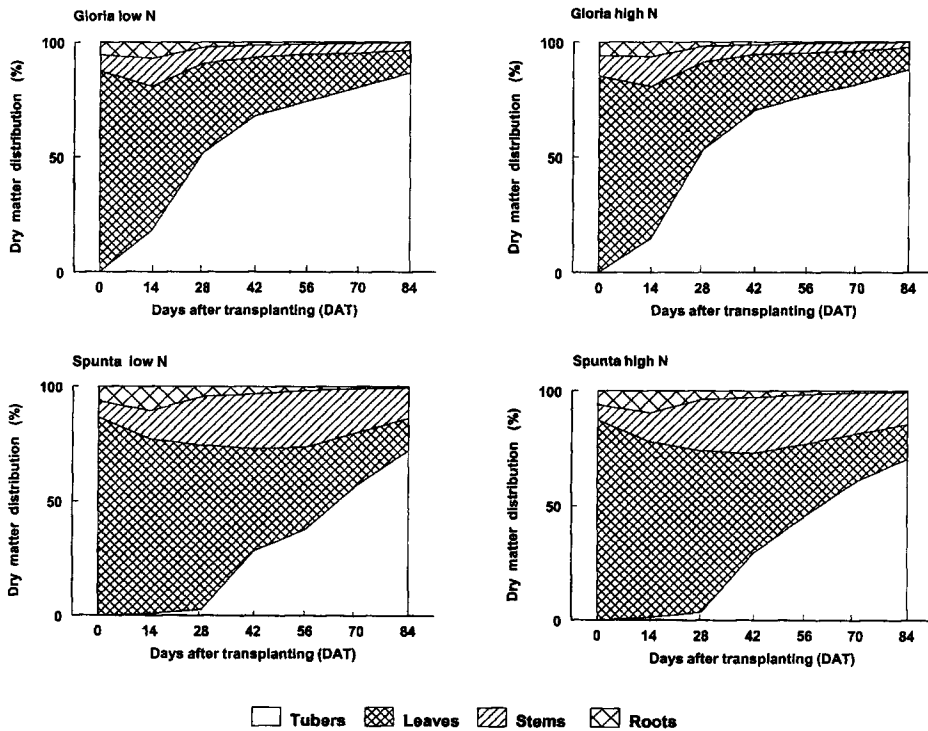 Gloria low N
Dry matter distribution (%)
100
50
0
0 14 28 42 56 70 84
Days after transplanting (DAT)
Gloria high N
Dry matter distribution (%)
100
50
0
0 14 28 42 56 70 84
Days after transplanting (DAT)
Spunta low N
Dry matter distribution (%)
100
50
0
0 14 28 42 56 70 84
Days after transplanting (DAT)
Spunta high N
Dry matter distribution (%)
100
50
0
0 14 28 42 56 70 84
Days after transplanting (DAT)
Tubers Leaves Stems Roots